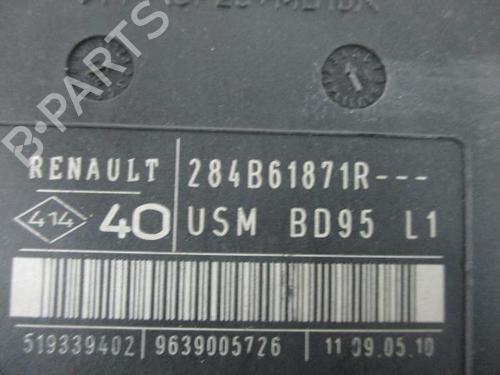 RENAULT 284B61871R---
414 40 USM BD95 L1
519339402 9639005726 11 09.05.10
B-PARTS